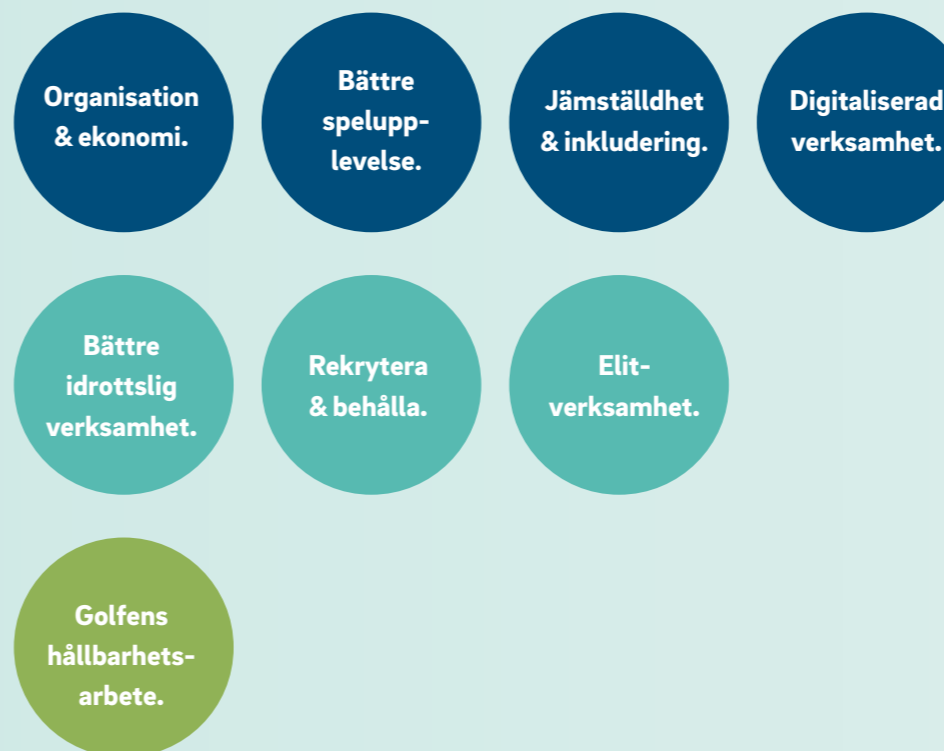 Organisation
& ekonomi.
Bättre
spelupp-
levelse.
Jämställdhet
& inkludering.
Digitaliserad
verksamhet.
Bättre
idrottslig
verksamhet.
Rekrytera
& behålla.
Elit-
verksamhet.
Golfens
hållbarhets-
arbete.